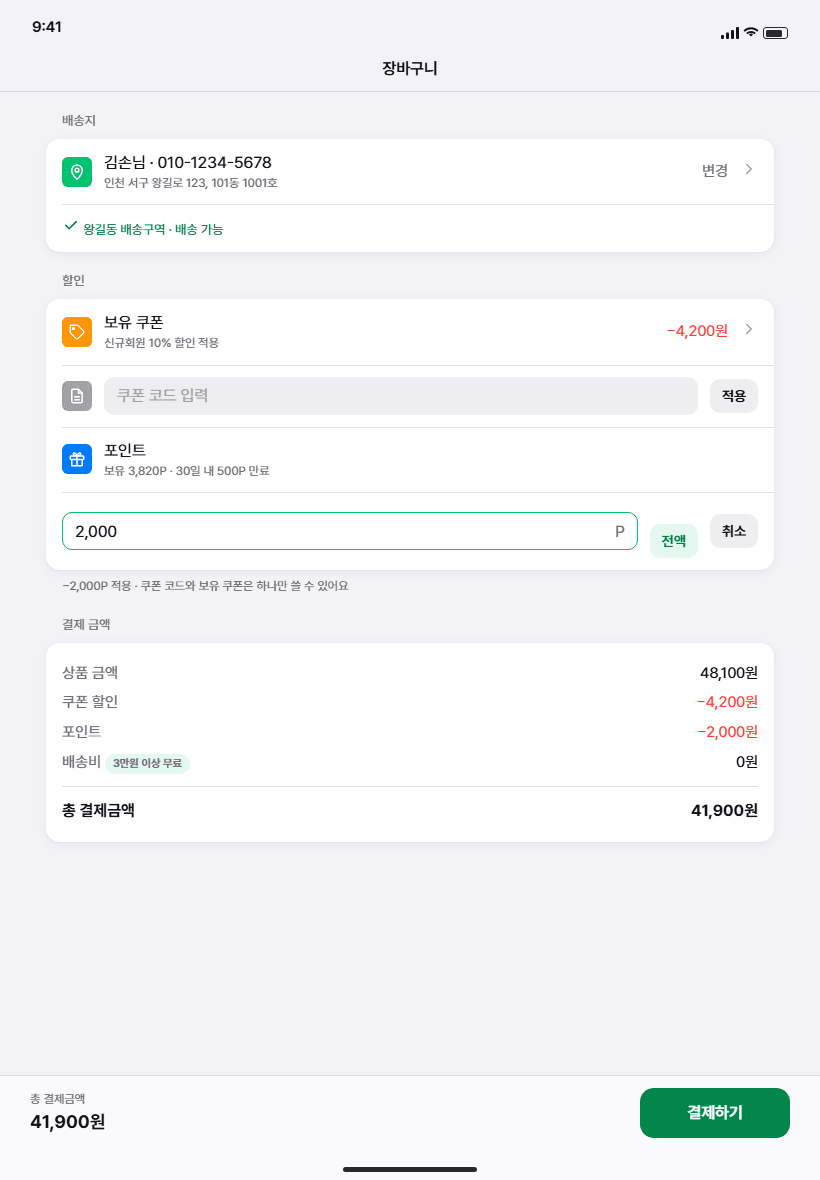 9:41
장바구니
배송지
김손님 · 010-1234-5678
인천 서구 왕길로 123, 101동 1001호
변경
왕길동 배송구역 · 배송 가능
할인
보유 쿠폰
신규회원 10% 할인 적용
−4,200원
쿠폰 코드 입력
적용
포인트
보유 3,820P · 30일 내 500P 만료
2,000 P
전액
취소
−2,000P 적용 · 쿠폰 코드와 보유 쿠폰은 하나만 쓸 수 있어요
결제 금액
상품 금액 48,100원
쿠폰 할인 −4,200원
포인트 −2,000원
배송비 3만원 이상 무료 0원
총 결제금액 41,900원
총 결제금액
41,900원
결제하기